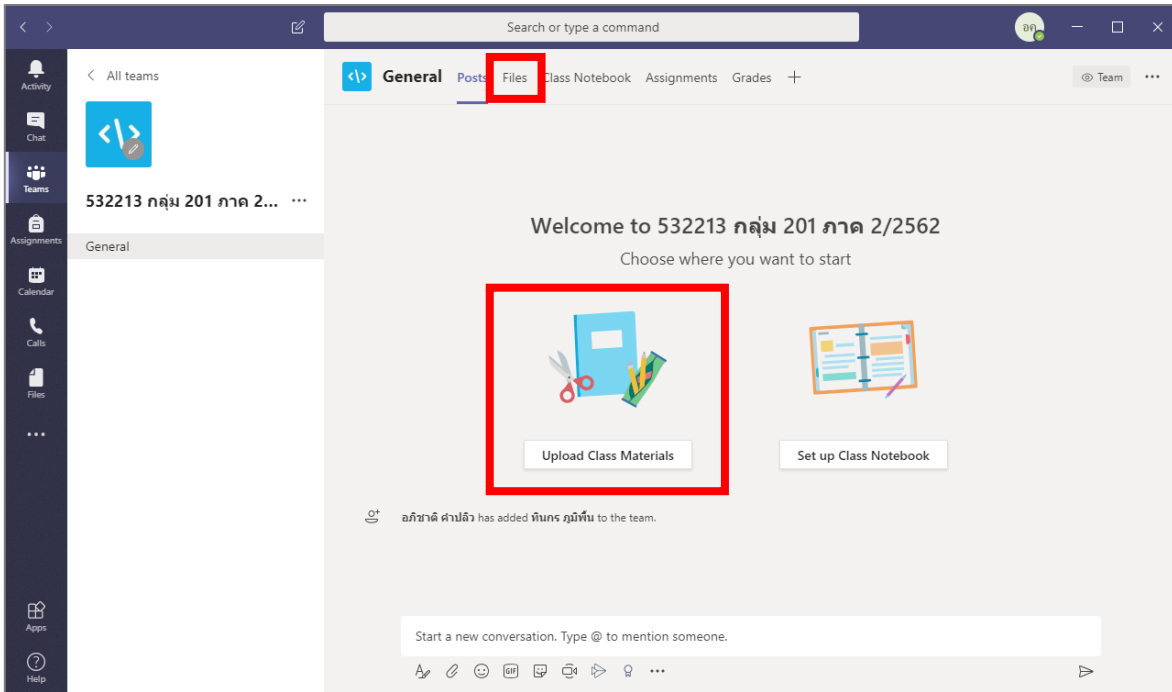 Search or type a command
อค
Activity
Chat
Teams
Assignments
Calendar
Calls
Files
Apps
Help
All teams
532213 กลุ่ม 201 ภาค 2...
General
General Posts Files Class Notebook Assignments Grades
Team
Welcome to 532213 กลุ่ม 201 ภาค 2/2562
Choose where you want to start
Upload Class Materials
Set up Class Notebook
อภิชาติ คำปลิว has added ทินกร ภูมิพื้น to the team.
Start a new conversation. Type @ to mention someone.
GIF